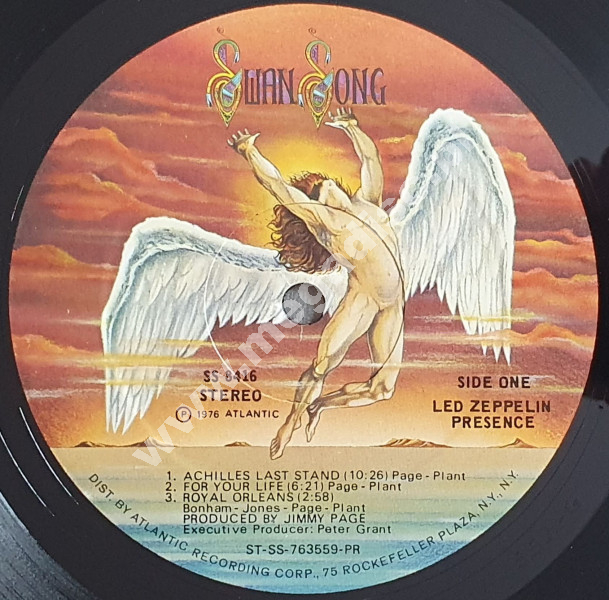 SWAN SONG
SS 8416
STEREO
Ⓟ 1976 ATLANTIC
SIDE ONE
LED ZEPPELIN
PRESENCE
1. ACHILLES LAST STAND (10:26) Page-Plant
2. FOR YOUR LIFE (6:21) Page-Plant
3. ROYAL ORLEANS (2:58)
Bonham-Jones-Page-Plant
PRODUCED BY JIMMY PAGE
Executive Producer: Peter Grant
ST-SS-763559-PR
DIST. BY ATLANTIC RECORDING CORP., 75 ROCKEFELLER PLAZA, N.Y., N.Y.